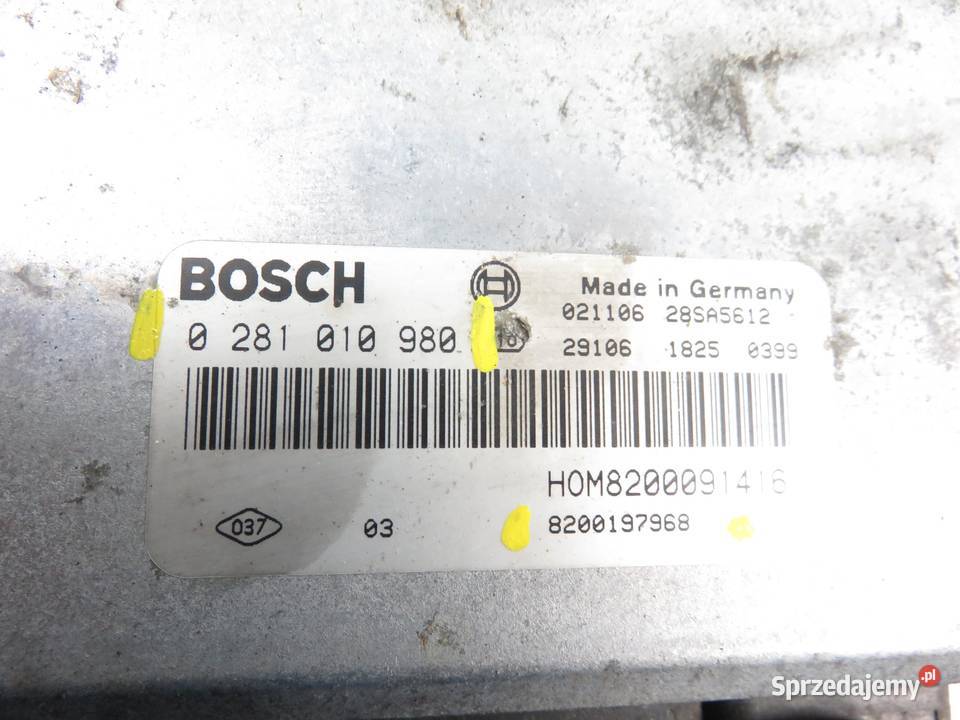 BOSCH
Made in Germany
021106 28SA5612
0 281 010 980
29106 1825 0399
HOM8200091416
037 03
8200197968
Sprzedajemy.pl